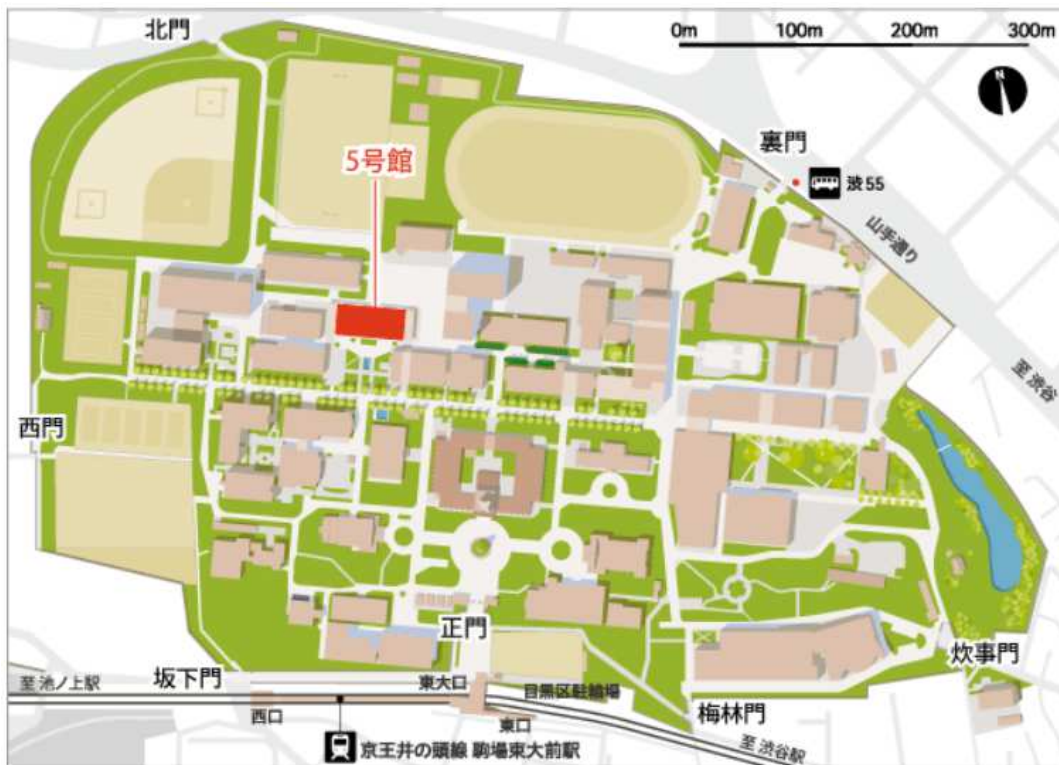 北門
0m 100m 200m 300m
N
裏門
5号館
渋55
山手通り
至 渋谷
西門
正門
炊事門
坂下門
至 池ノ上駅
東大口
目黒区駐輪場
梅林門
西口
東口
至 渋谷駅
京王井の頭線 駒場東大前駅